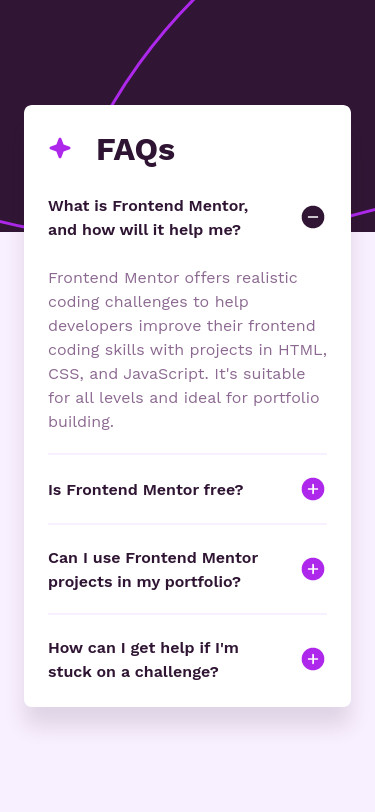 FAQs
What is Frontend Mentor,
and how will it help me?
Frontend Mentor offers realistic
coding challenges to help
developers improve their frontend
coding skills with projects in HTML,
CSS, and JavaScript. It's suitable
for all levels and ideal for portfolio
building.
Is Frontend Mentor free?
Can I use Frontend Mentor
projects in my portfolio?
How can I get help if I'm
stuck on a challenge?